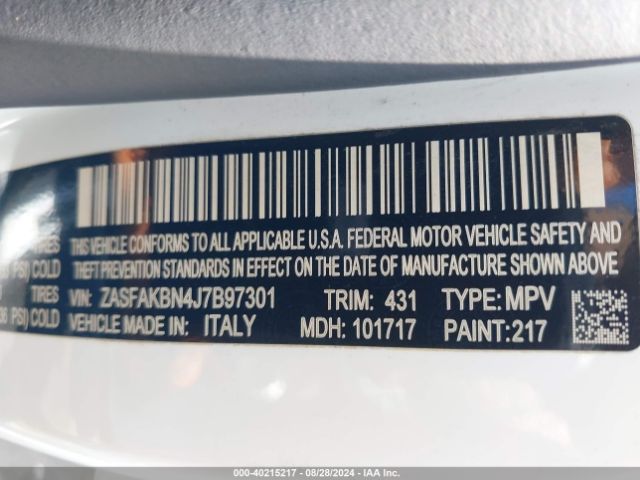 THIS VEHICLE CONFORMS TO ALL APPLICABLE U.S.A. FEDERAL MOTOR VEHICLE SAFETY AND
THEFT PREVENTION STANDARDS IN EFFECT ON THE DATE OF MANUFACTURE SHOWN ABOVE
TIRES
PSI) COLD
TIRES
PSI) COLD
VIN: ZASFAKBN4J7B97301 TRIM: 431 TYPE: MPV
VEHICLE MADE IN: ITALY MDH: 101717 PAINT:217
000-40215217 - 08/28/2024 - IAA Inc.